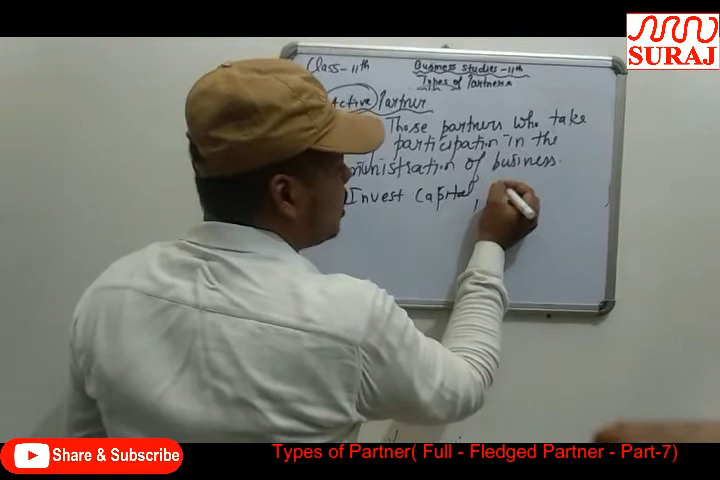 SURAJ
Class-11th
Business studies-11th
Types of Partners
Active Partner
Those partners who take
participation in the
ministration of business.
Invest Capital,
Share & Subscribe
Types of Partner( Full - Fledged Partner - Part-7)